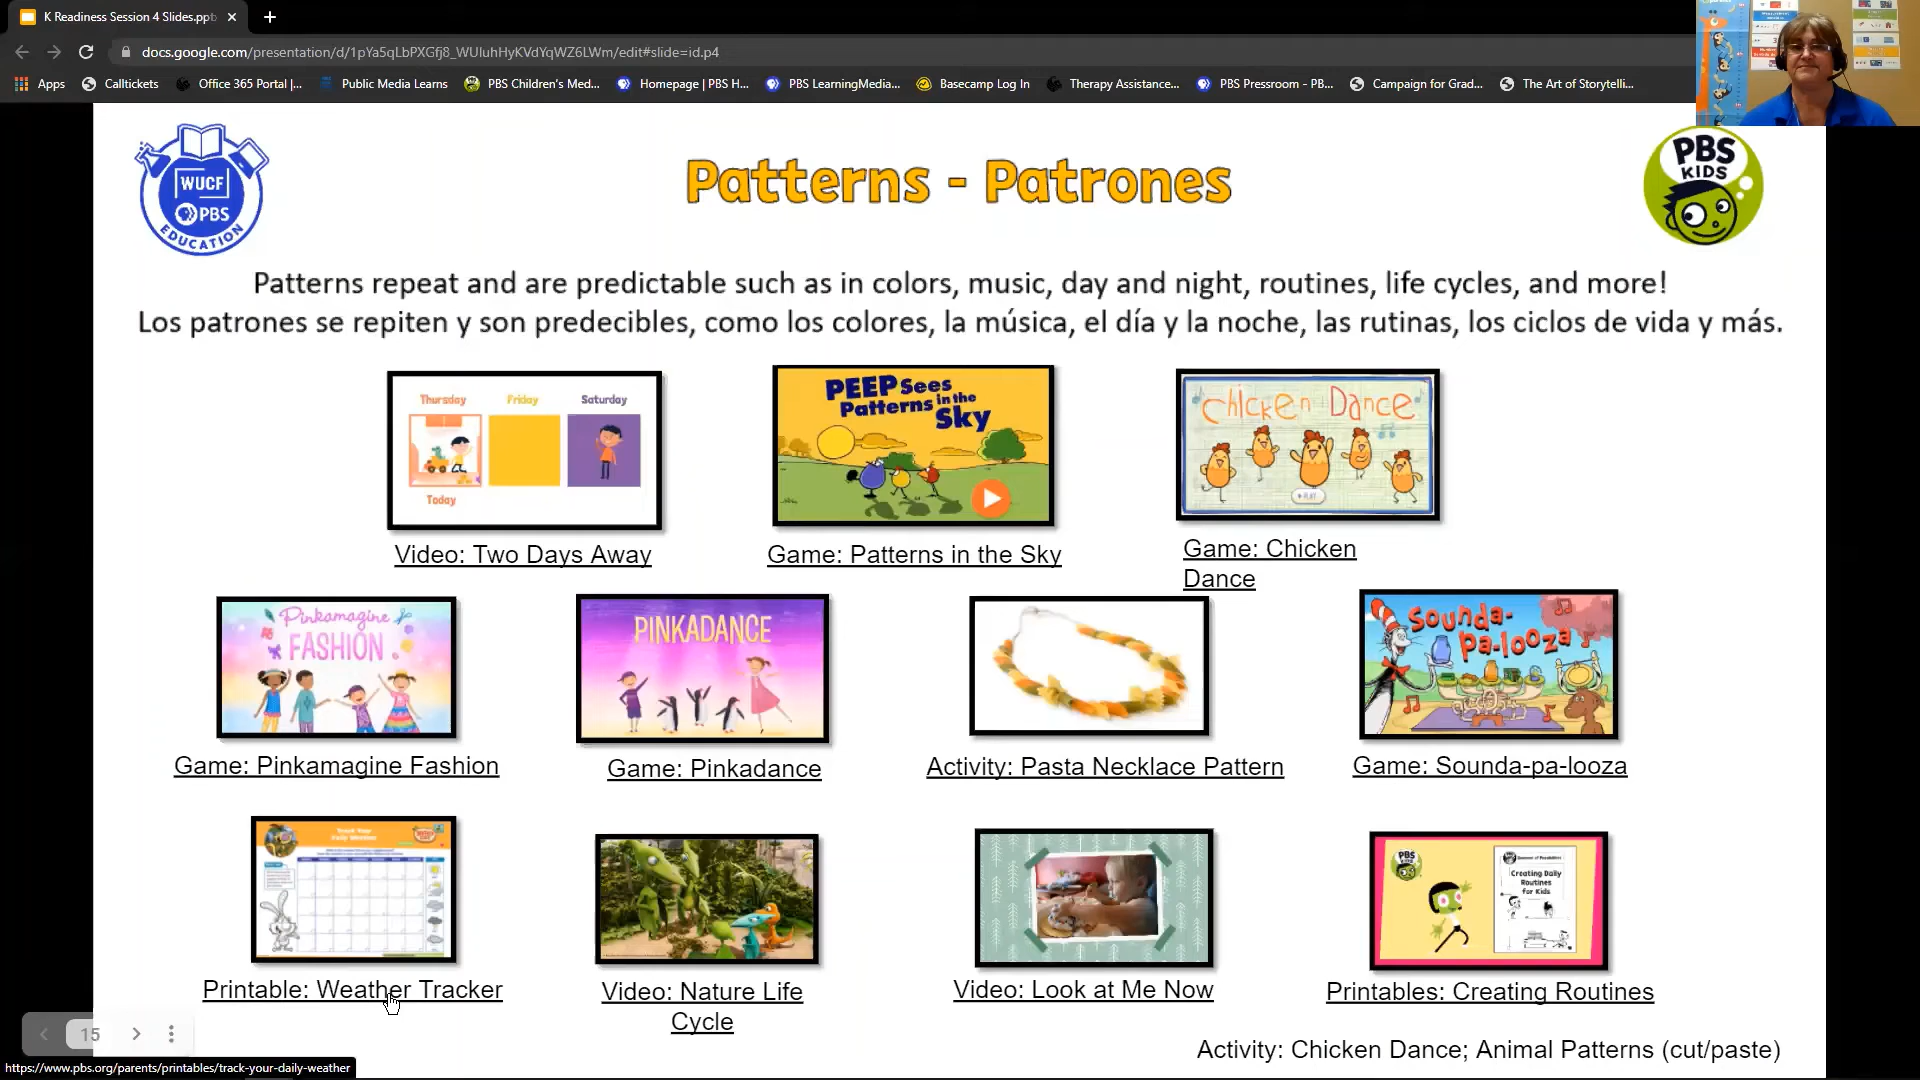 K Readiness Session 4 Slides.ppt
docs.google.com/presentation/d/1pYa5qLbPXGfj8_WUluhHyKVdYqWZ6LWm/edit#slide=id.p4
Apps Calltickets Office 365 Portal |... Public Media Learns PBS Children's Med... Homepage | PBS H... PBS LearningMedia... Basecamp Log In Therapy Assistance... PBS Pressroom - PB... Campaign for Grad... The Art of Storytelli...
WUCF
PBS
EDUCATION
Patterns - Patrones
PBS
KIDS
Patterns repeat and are predictable such as in colors, music, day and night, routines, life cycles, and more!
Los patrones se repiten y son predecibles, como los colores, la música, el día y la noche, las rutinas, los ciclos de vida y más.
Thursday Friday Saturday
Today
PEEP Sees
Patterns in the
Sky
Chicken Dance
PLAY
Video: Two Days Away
Game: Patterns in the Sky
Game: Chicken
Dance
Pinkamagine
FASHION
PINKADANCE
Sounda-
pa-looza
Game: Pinkamagine Fashion
Game: Pinkadance
Activity: Pasta Necklace Pattern
Game: Sounda-pa-looza
Track Your
Daily Weather
PBS
KIDS
Creating Daily
Routines
for Kids
Printable: Weather Tracker
Video: Nature Life
Cycle
Video: Look at Me Now
Printables: Creating Routines
15
Activity: Chicken Dance; Animal Patterns (cut/paste)
https://www.pbs.org/parents/printables/track-your-daily-weather